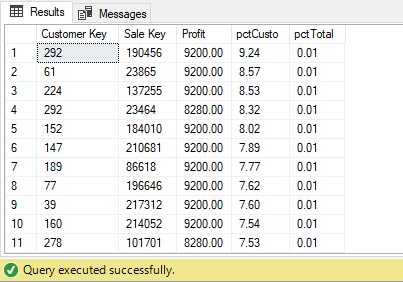 Results Messages
Customer Key Sale Key Profit pctCusto pctTotal
1 292 190456 9200.00 9.24 0.01
2 61 23865 9200.00 8.57 0.01
3 224 137255 9200.00 8.53 0.01
4 292 23464 8280.00 8.32 0.01
5 152 184010 9200.00 8.02 0.01
6 147 210681 9200.00 7.89 0.01
7 189 86618 9200.00 7.77 0.01
8 77 196646 9200.00 7.62 0.01
9 39 217312 9200.00 7.60 0.01
10 160 214052 9200.00 7.54 0.01
11 278 101701 8280.00 7.53 0.01
Query executed successfully.